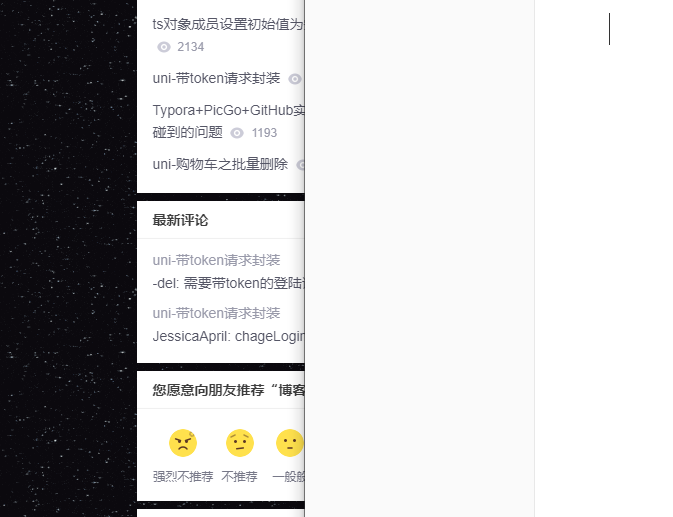 ts对象成员设置初始值为
2134
uni-带token请求封装
Typora+PicGo+GitHub实
碰到的问题 1193
uni-购物车之批量删除
最新评论
uni-带token请求封装
-del: 需要带token的登陆
uni-带token请求封装
JessicaApril: chageLogin
您愿意向朋友推荐“博客
强烈不推荐 不推荐 一般般